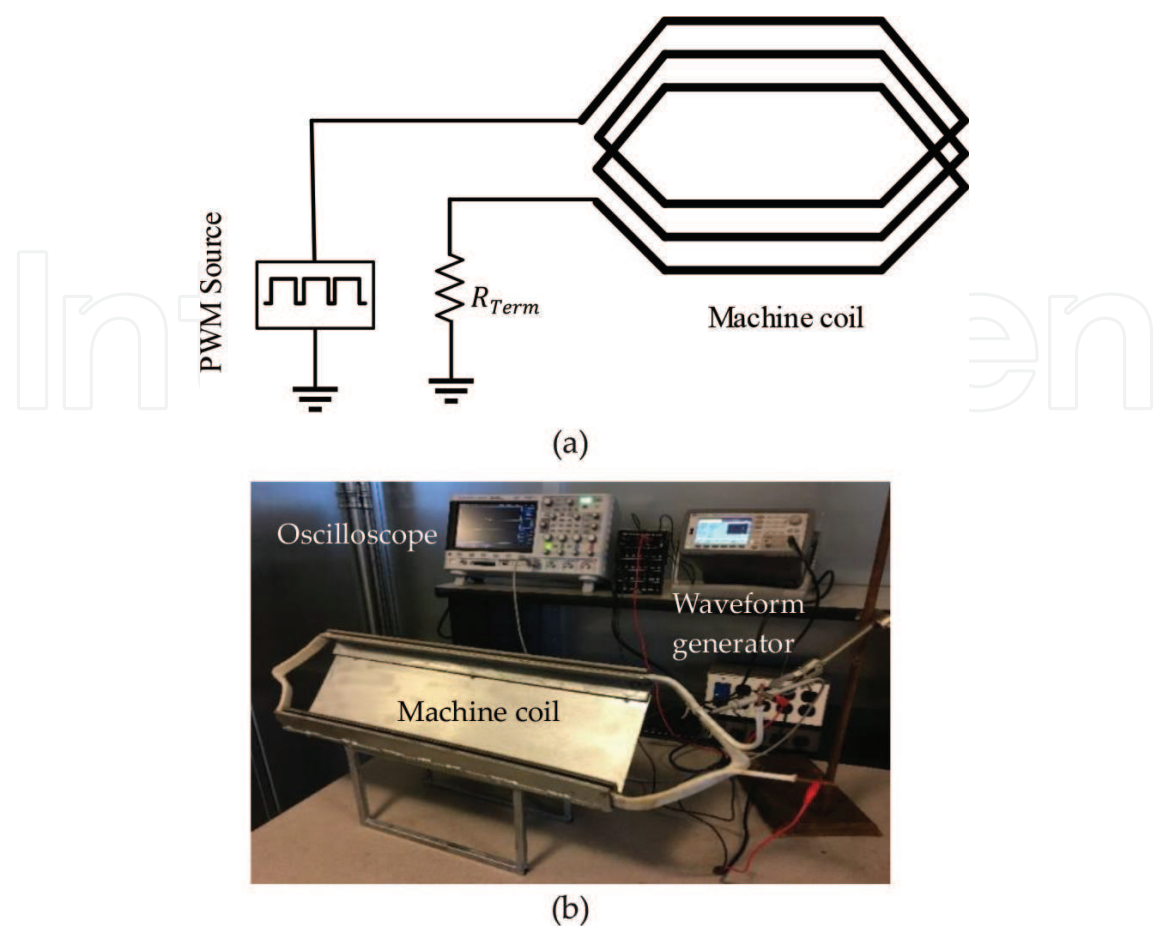 PWM Source
R_Term
Machine coil
(a)
Oscilloscope
Waveform
generator
Machine coil
(b)